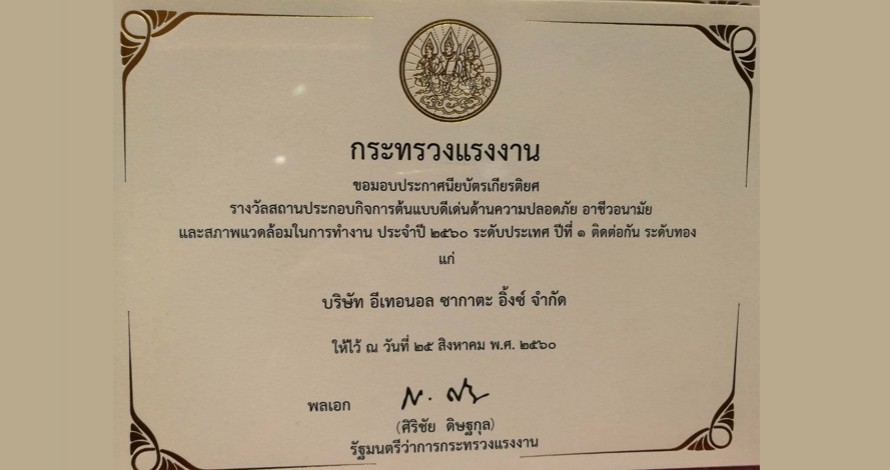 กระทรวงแรงงาน
ขอมอบประกาศนียบัตรเกียรติยศ
รางวัลสถานประกอบกิจการต้นแบบดีเด่นด้านความปลอดภัย อาชีวอนามัย
และสภาพแวดล้อมในการทำงาน ประจำปี ๒๕๖๐ ระดับประเทศ ปีที่ ๑ ติดต่อกัน ระดับทอง
แก่
บริษัท อีเทอนอล ซากาตะ อิ้งซ์ จำกัด
ให้ไว้ ณ วันที่ ๒๕ สิงหาคม พ.ศ. ๒๕๖๐
พลเอก
(ศิริชัย ดิษฐกุล)
รัฐมนตรีว่าการกระทรวงแรงงาน